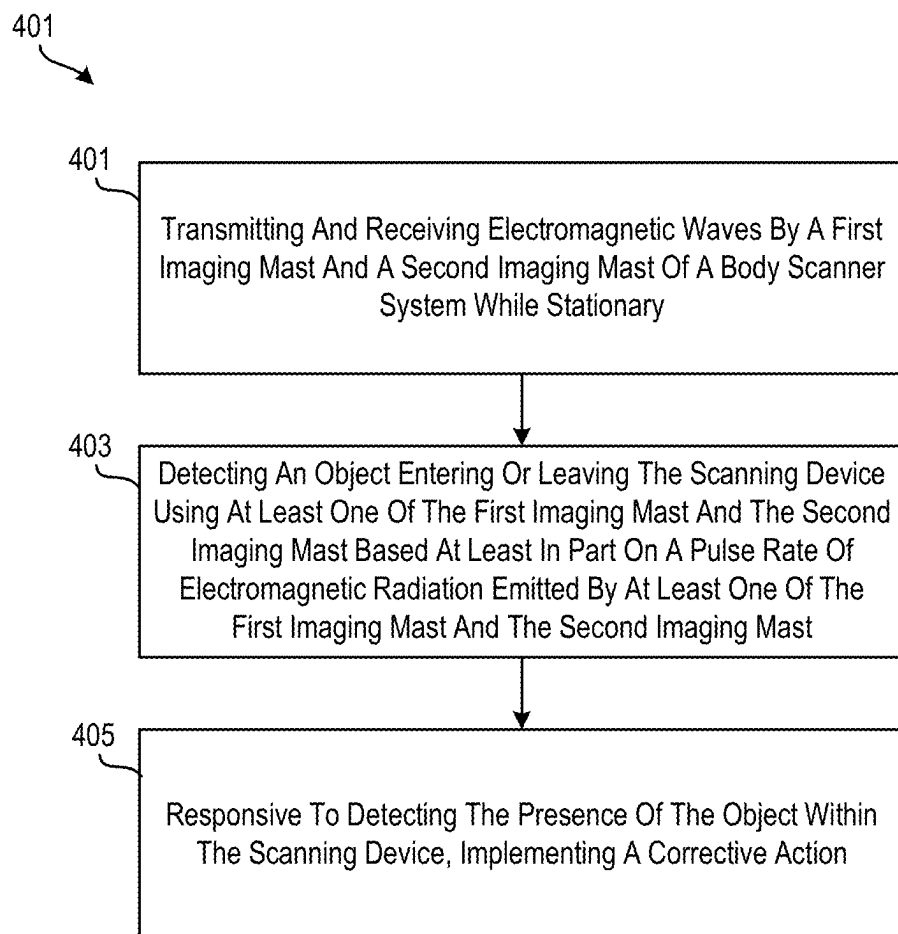 401
401
Transmitting And Receiving Electromagnetic Waves By A First
Imaging Mast And A Second Imaging Mast Of A Body Scanner
System While Stationary
403
Detecting An Object Entering Or Leaving The Scanning Device
Using At Least One Of The First Imaging Mast And The Second
Imaging Mast Based At Least In Part On A Pulse Rate Of
Electromagnetic Radiation Emitted By At Least One Of The
First Imaging Mast And The Second Imaging Mast
405
Responsive To Detecting The Presence Of The Object Within
The Scanning Device, Implementing A Corrective Action